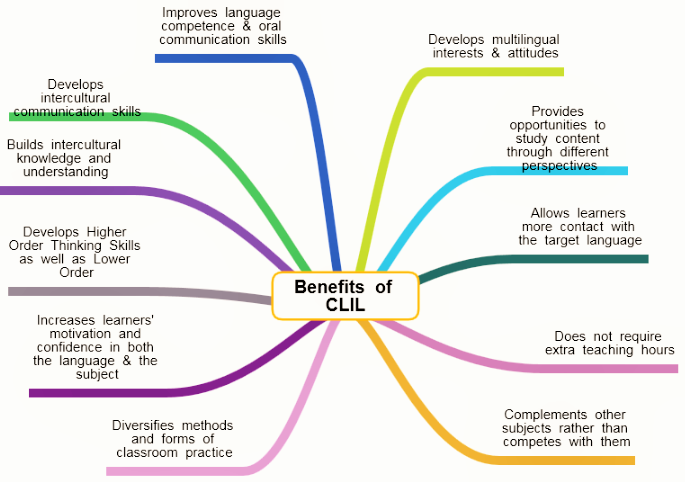 Improves language
competence & oral
communication skills
Develops multilingual
interests & attitudes
Develops
intercultural
communication skills
Provides
opportunities to
study content
through different
perspectives
Builds intercultural
knowledge and
understanding
Allows learners
more contact with
the target language
Develops Higher
Order Thinking Skills
as well as Lower
Order
Benefits of
CLIL
Increases learners'
motivation and
confidence in both
the language & the
subject
Does not require
extra teaching hours
Diversifies methods
and forms of
classroom practice
Complements other
subjects rather than
competes with them